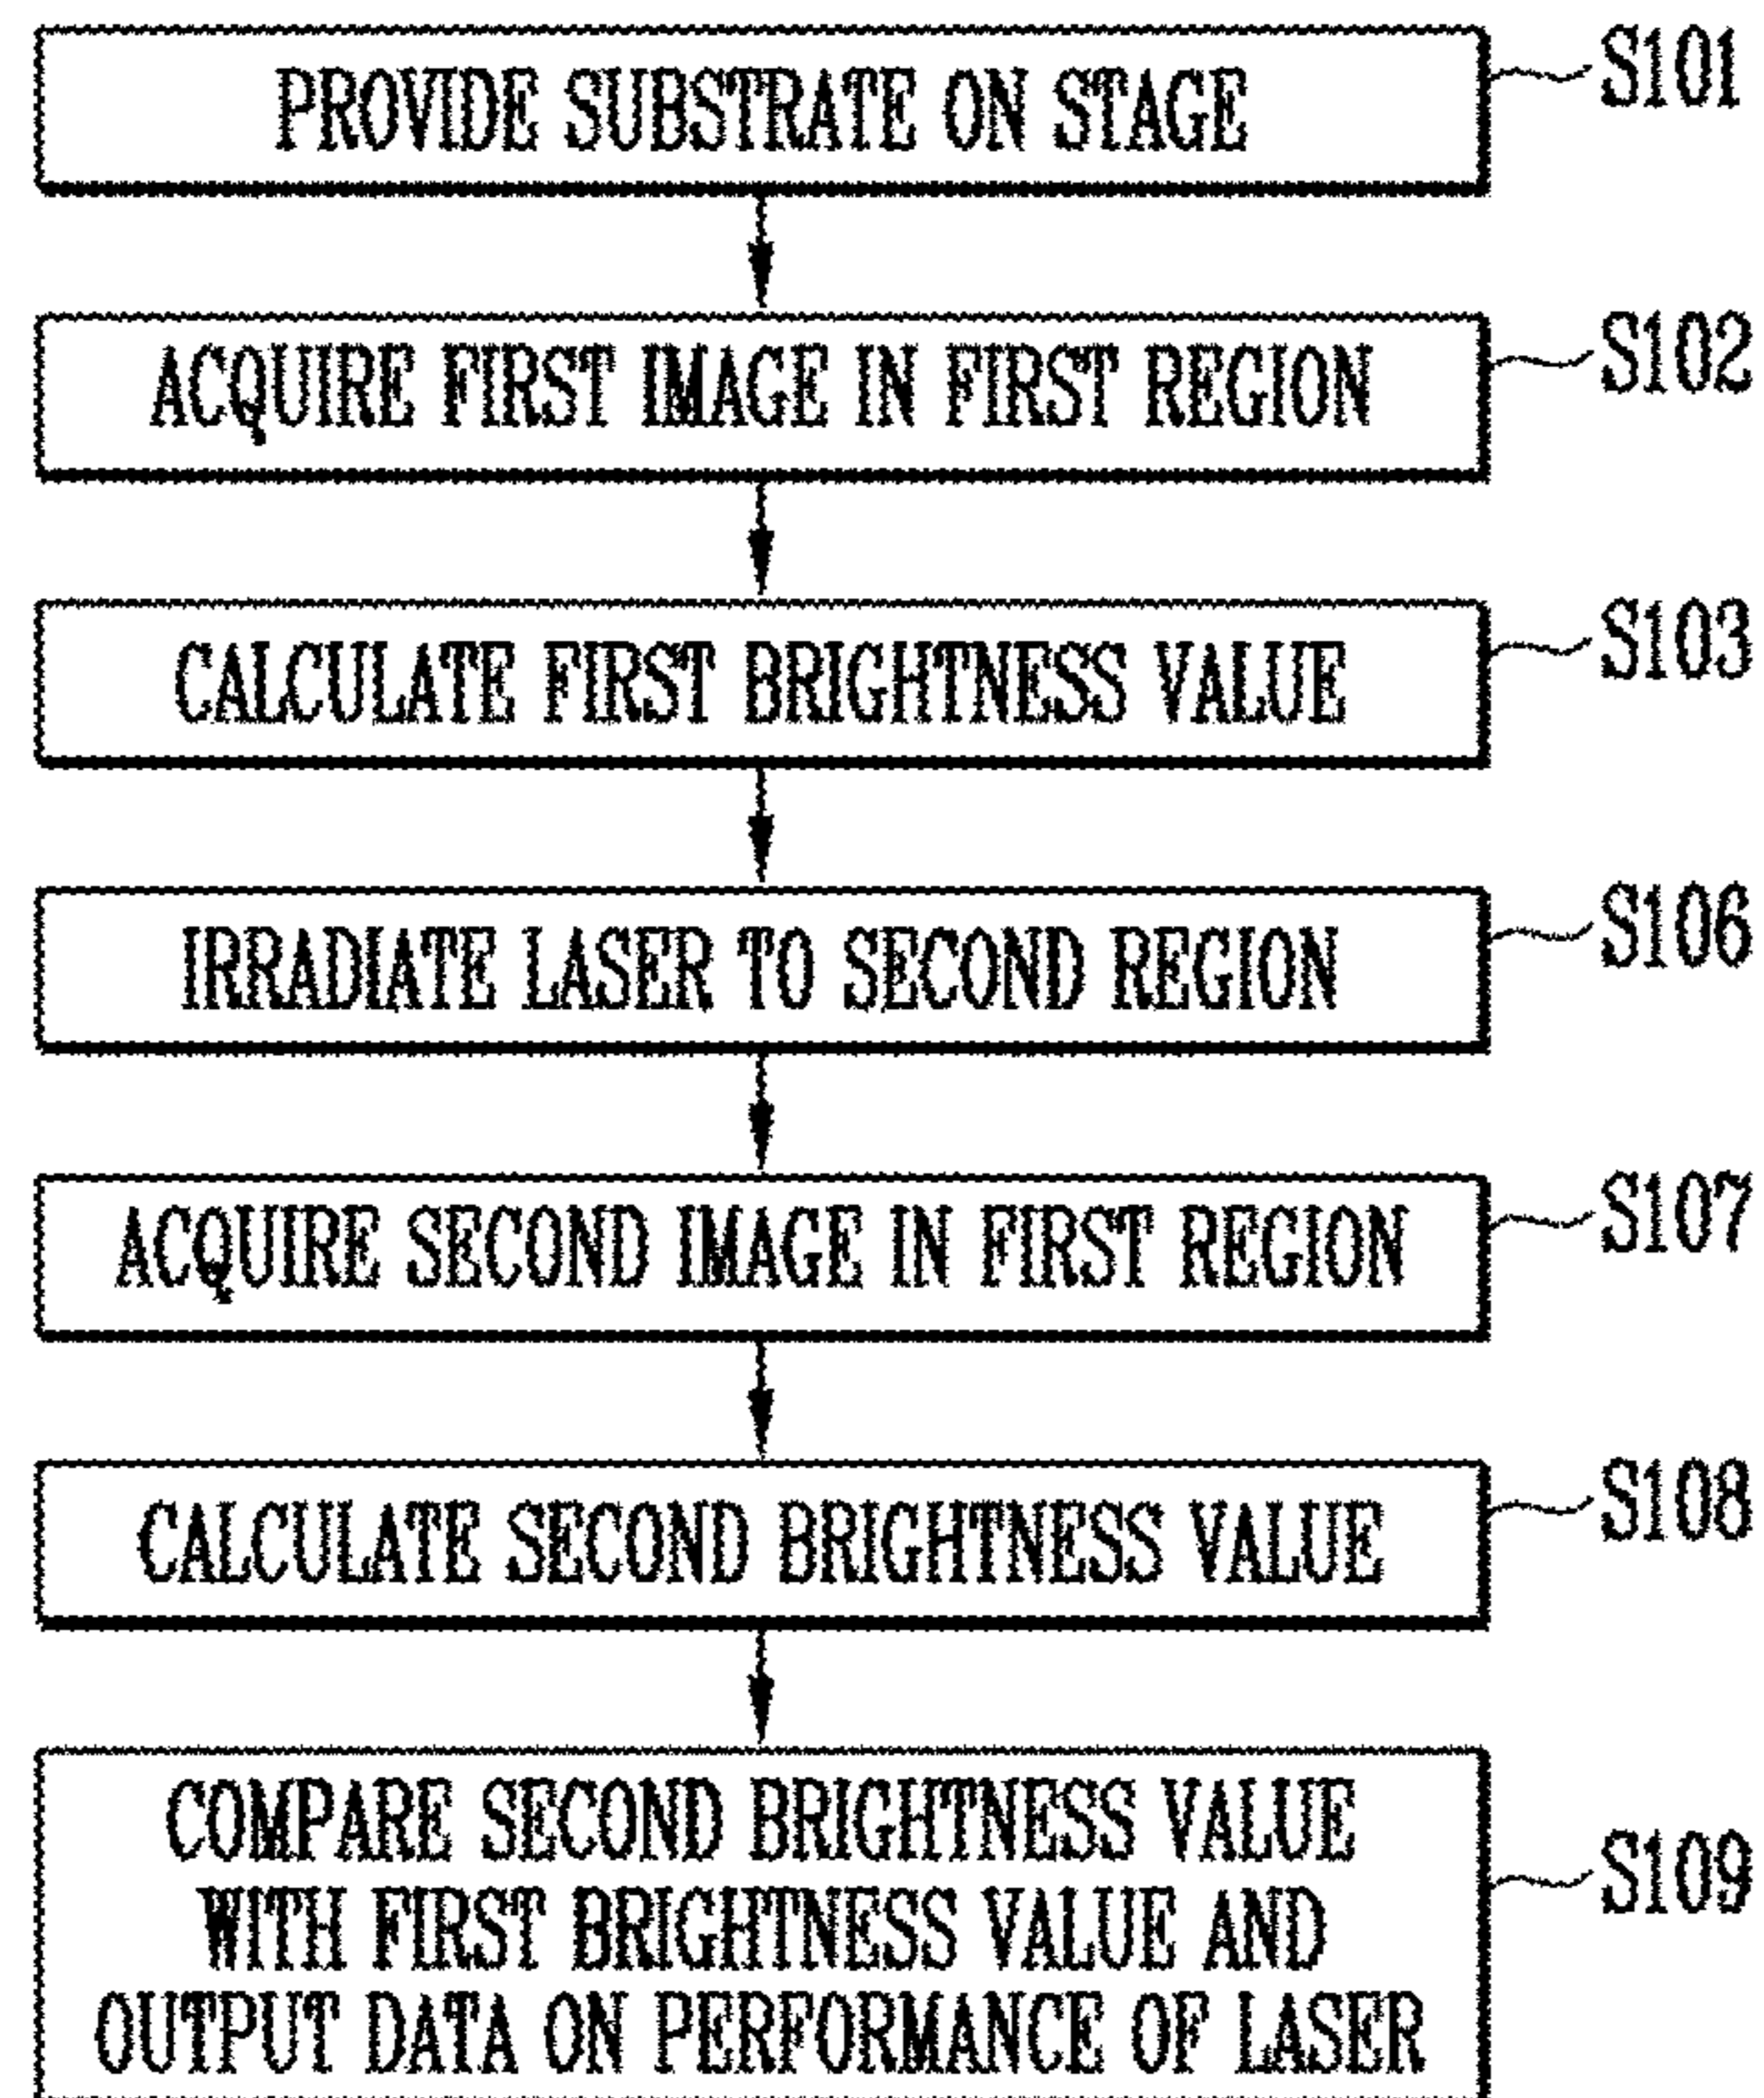 PROVIDE SUBSTRATE ON STAGE
S101
ACQUIRE FIRST IMAGE IN FIRST REGION
S102
CALCULATE FIRST BRIGHTNESS VALUE
S103
IRRADIATE LASER TO SECOND REGION
S106
ACQUIRE SECOND IMAGE IN FIRST REGION
S107
CALCULATE SECOND BRIGHTNESS VALUE
S108
COMPARE SECOND BRIGHTNESS VALUE
WITH FIRST BRIGHTNESS VALUE AND
OUTPUT DATA ON PERFORMANCE OF LASER
S109